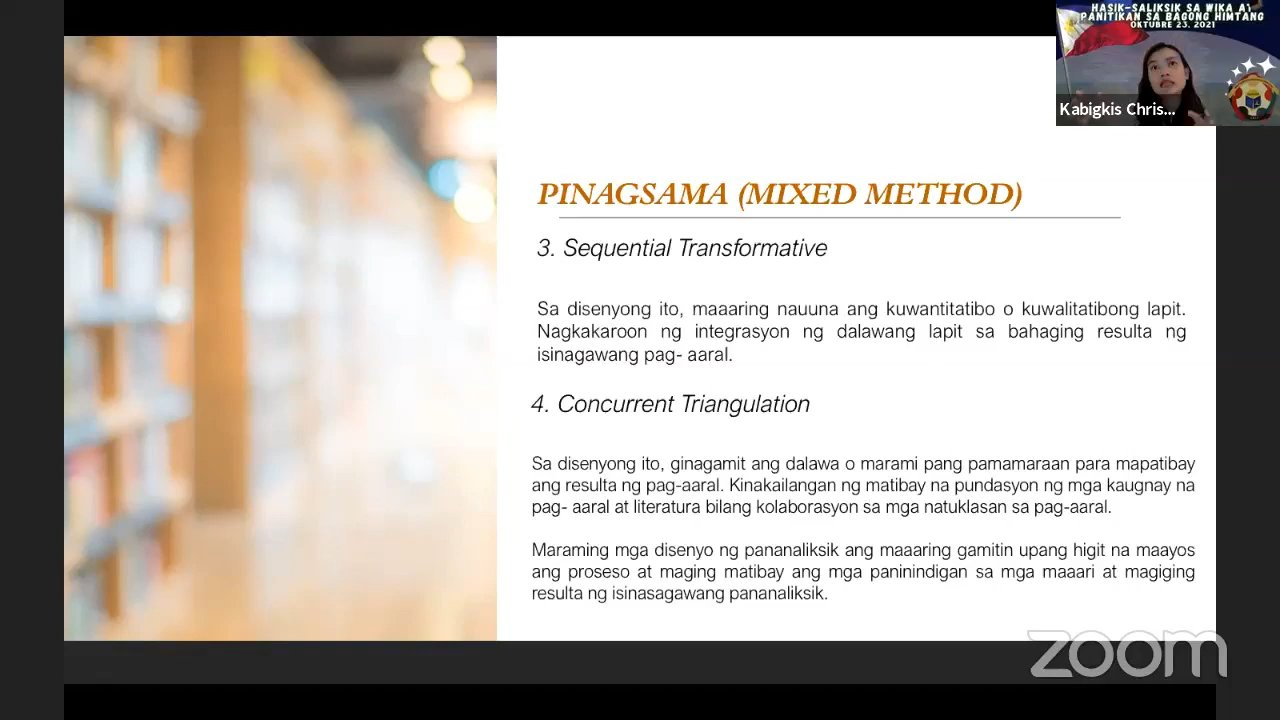 HASIK-SALIKSIK SA WIKA AT
PANITIKAN SA BAGONG HIMTANG
OKTUBRE 23, 2021
Kabigkis Chris...
PINAGSAMA (MIXED METHOD)
3. Sequential Transformative
Sa disenyong ito, maaaring nauuna ang kuwantitatibo o kuwalitatibong lapit.
Nagkakaroon ng integrasyon ng dalawang lapit sa bahaging resulta ng
isinagawang pag- aaral.
4. Concurrent Triangulation
Sa disenyong ito, ginagamit ang dalawa o marami pang pamamaraan para mapatibay
ang resulta ng pag-aaral. Kinakailangan ng matibay na pundasyon ng mga kaugnay na
pag- aaral at literatura bilang kolaborasyon sa mga natuklasan sa pag-aaral.
Maraming mga disenyo ng pananaliksik ang maaaring gamitin upang higit na maayos
ang proseso at maging matibay ang mga paninindigan sa mga maaari at magiging
resulta ng isinasagawang pananaliksik.
zoom